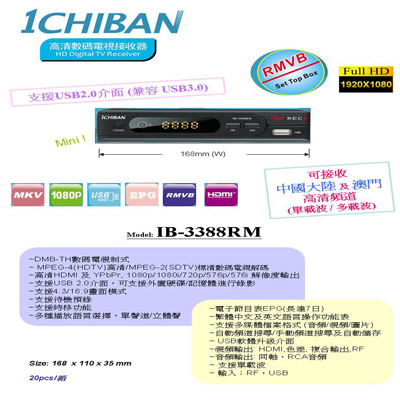 1CHIBAN
高清數碼電視接收器
HD Digital TV Receiver
RMVB
Set Top Box
Full HD
1920X1080
支援USB2.0介面 (兼容 USB3.0)
Mini !
ICHIBAN
REC
168mm (W)
可接收
中國大陸 及 澳門
高清頻道
(單載波 / 多載波)
MKV
1080P
USB
EPG
RMVB
HDMI
Model: IB-3388RM
~DMB-TH數碼電視制式
~ MPEG-4(HDTV)高清/MPEG-2(SDTV)標清數碼電視解碼
~高清HDMI 及 YPbPr, 1080p/1080i/720p/576p/576i 解像度輸出
~支援USB 2.0介面，可支援外置硬碟/記憶體進行錄影
~支援4:3/16:9畫面模式
~支援待機預錄
~支援時移功能
~多種播放語言選擇，單聲道/立體聲
~電子節目表EPG(長達7日)
~繁體中文及英文語言操作功能表
~支援多媒體檔案格式 (音頻/視頻/圖片)
~自動頻道搜尋/手動頻道搜尋及自動儲存
~ USB軟體升級介面
~視頻輸出 HDMI,色差, 複合輸出,RF
~音頻輸出 同軸，RCA音頻
~ 支援單載波
~ 輸入：RF，USB
Size: 168 x 110 x 35 mm
20pcs/箱